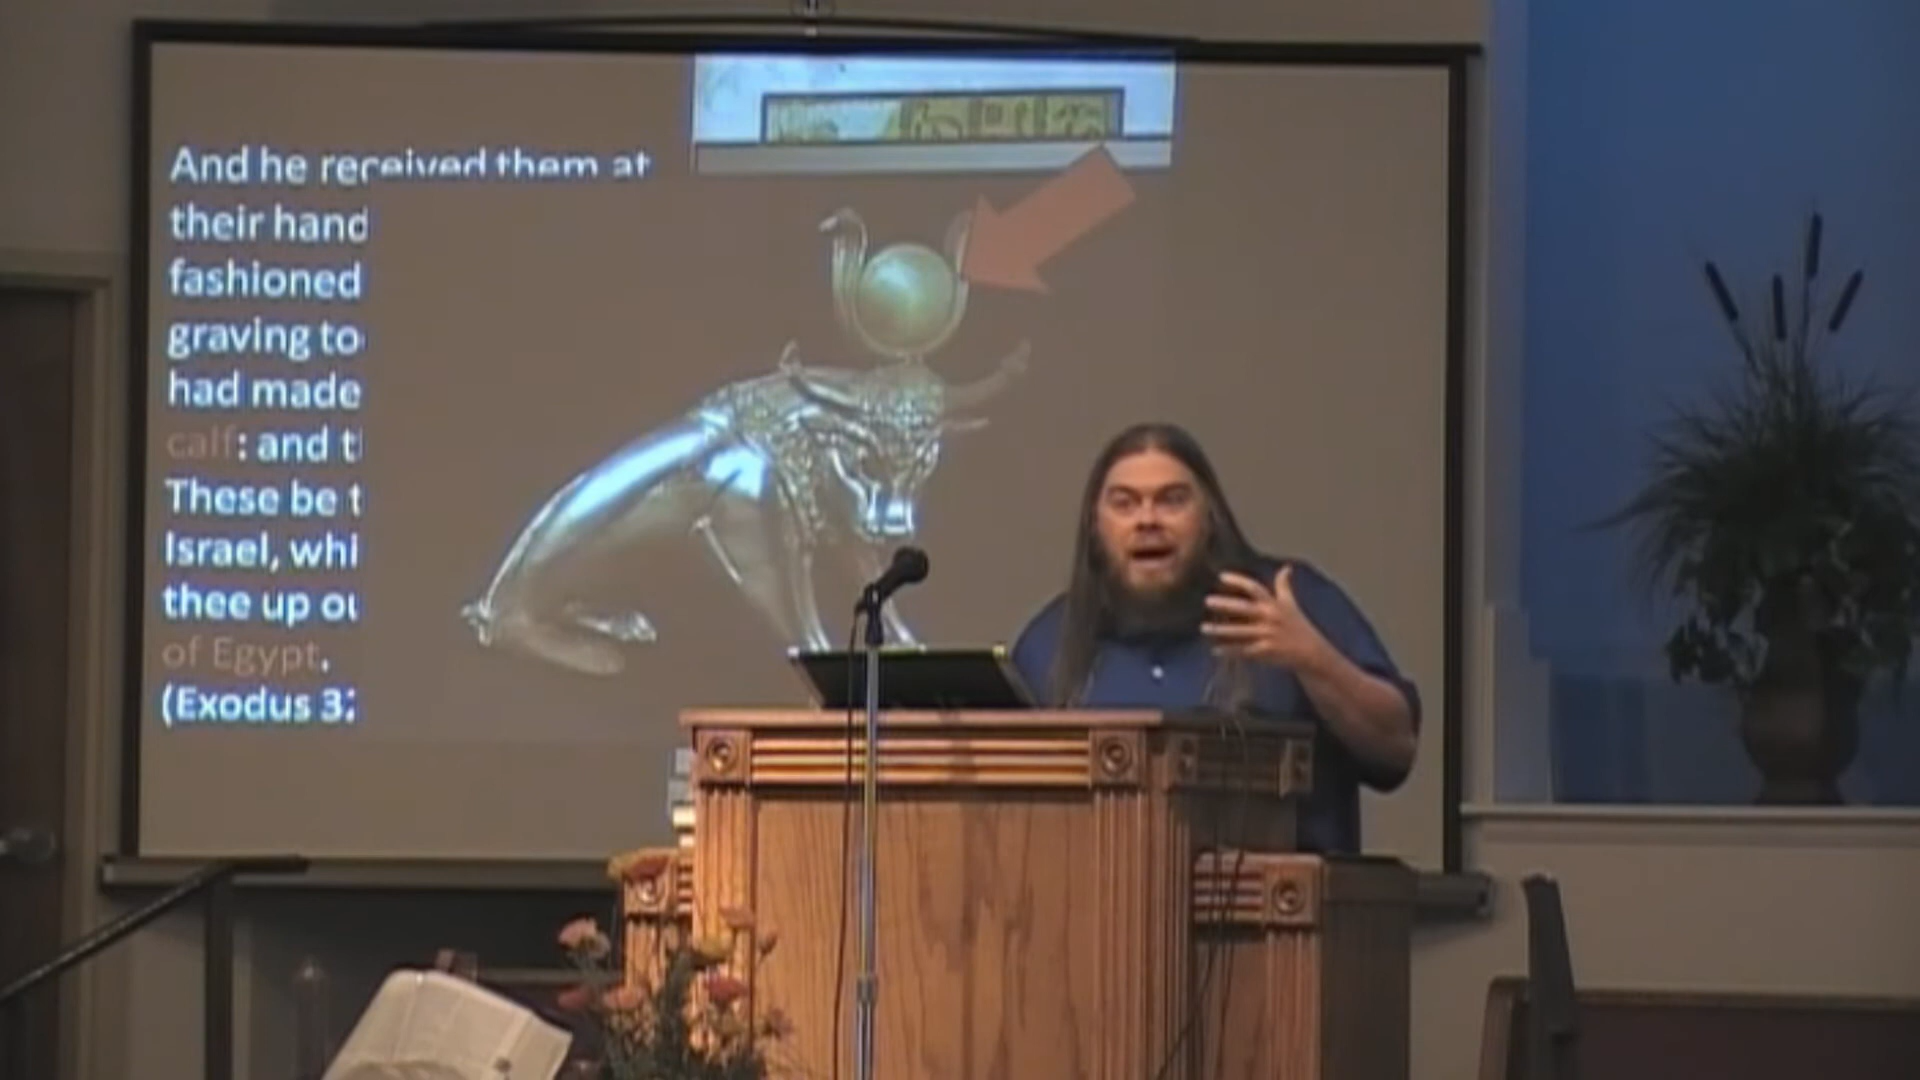 And he received them at
their hand
fashioned
graving to
had made
calf: and t
These be t
Israel, whi
thee up ou
of Egypt.
(Exodus 32